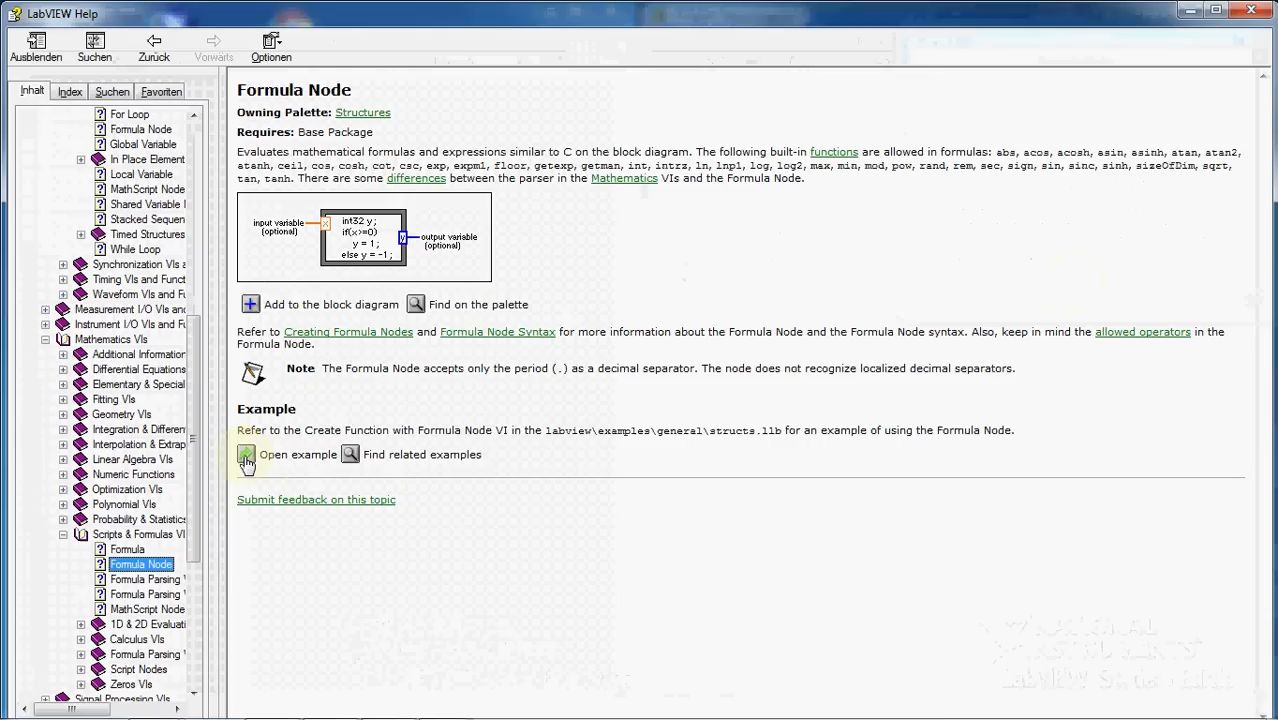 LabVIEW Help
Ausblenden Suchen Zurück Vorwärts Optionen
Inhalt Index Suchen Favoriten
For Loop
Formula Node
Global Variable
In Place Element
Local Variable
MathScript Node
Shared Variable
Stacked Sequen
Timed Structures
While Loop
Synchronization VIs
Timing VIs and Funct
Waveform VIs and Fu
Measurement I/O VIs and
Instrument I/O VIs and Fu
Mathematics VIs
Additional Information
Differential Equations
Elementary & Special
Fitting VIs
Geometry VIs
Integration & Differen
Interpolation & Extrap
Linear Algebra VIs
Numeric Functions
Optimization VIs
Polynomial VIs
Probability & Statistics
Scripts & Formulas VI
Formula
Formula Node
Formula Parsing V
Formula Parsing V
MathScript Node
1D & 2D Evaluati
Calculus VIs
Formula Parsing V
Script Nodes
Zeros VIs
Signal Processing VIs
Formula Node
Owning Palette: Structures
Requires: Base Package
Evaluates mathematical formulas and expressions similar to C on the block diagram. The following built-in functions are allowed in formulas: abs, acos, acosh, asin, asinh, atan, atan2,
atanh, ceil, cos, cosh, cot, csc, exp, expm1, floor, getexp, getman, int, intrz, ln, lnp1, log, log2, max, min, mod, pow, rand, rem, sec, sign, sin, sinc, sinh, sizeOfDim, sqrt,
tan, tanh. There are some differences between the parser in the Mathematics VIs and the Formula Node.
input variable
(optional)
x
int32 y;
if(x>=0)
y = 1;
else y = -1;
y
output variable
(optional)
Add to the block diagram Find on the palette
Refer to Creating Formula Nodes and Formula Node Syntax for more information about the Formula Node and the Formula Node syntax. Also, keep in mind the allowed operators in the
Formula Node.
Note The Formula Node accepts only the period (.) as a decimal separator. The node does not recognize localized decimal separators.
Example
Refer to the Create Function with Formula Node VI in the labview\examples\general\structs.llb for an example of using the Formula Node.
Open example Find related examples
Submit feedback on this topic